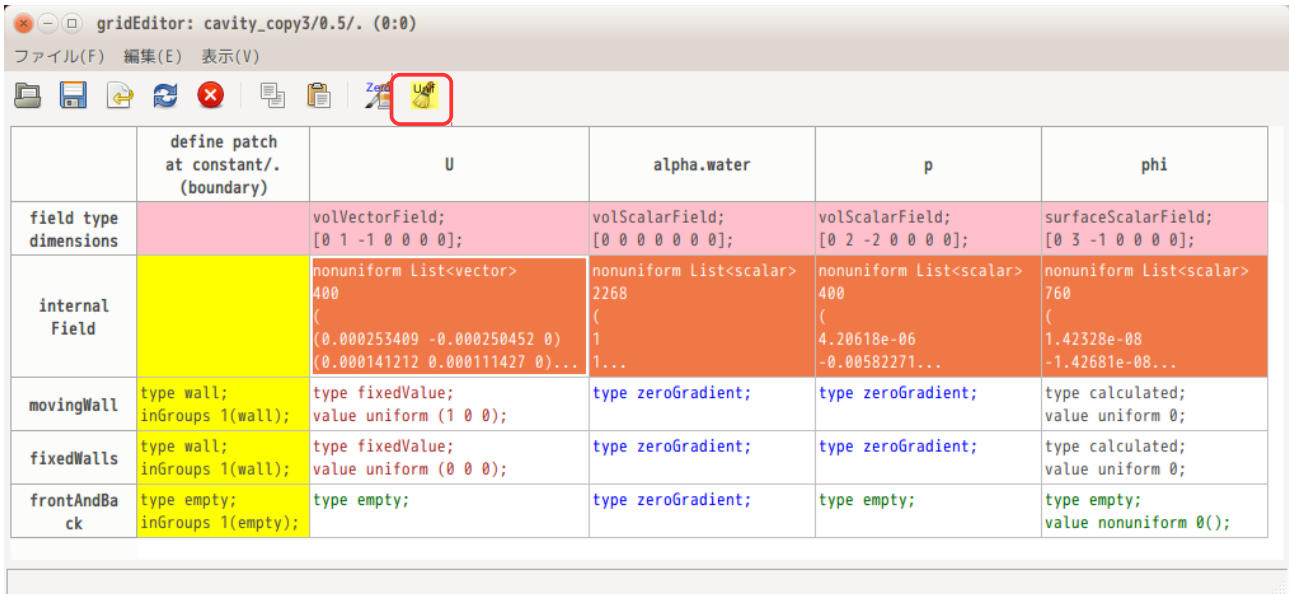 gridEditor: cavity_copy3/0.5/. (0:0)
ファイル(F) 編集(E) 表示(V)
Zero Unif
define patch
at constant/.
(boundary)
U
alpha.water
p
phi
field type
dimensions
volVectorField;
[0 1 -1 0 0 0 0];
volScalarField;
[0 0 0 0 0 0 0];
volScalarField;
[0 2 -2 0 0 0 0];
surfaceScalarField;
[0 3 -1 0 0 0 0];
internal
Field
nonuniform List<vector>
400
(
(0.000253409 -0.000250452 0)
(0.000141212 0.000111427 0)...
nonuniform List<scalar>
2268
(
1
1...
nonuniform List<scalar>
400
(
4.20618e-06
-0.00582271...
nonuniform List<scalar>
760
(
1.42328e-08
-1.42681e-08...
movingWall
type wall;
inGroups 1(wall);
type fixedValue;
value uniform (1 0 0);
type zeroGradient;
type zeroGradient;
type calculated;
value uniform 0;
fixedWalls
type wall;
inGroups 1(wall);
type fixedValue;
value uniform (0 0 0);
type zeroGradient;
type zeroGradient;
type calculated;
value uniform 0;
frontAndBa
ck
type empty;
inGroups 1(empty);
type empty;
type zeroGradient;
type empty;
type empty;
value nonuniform 0();